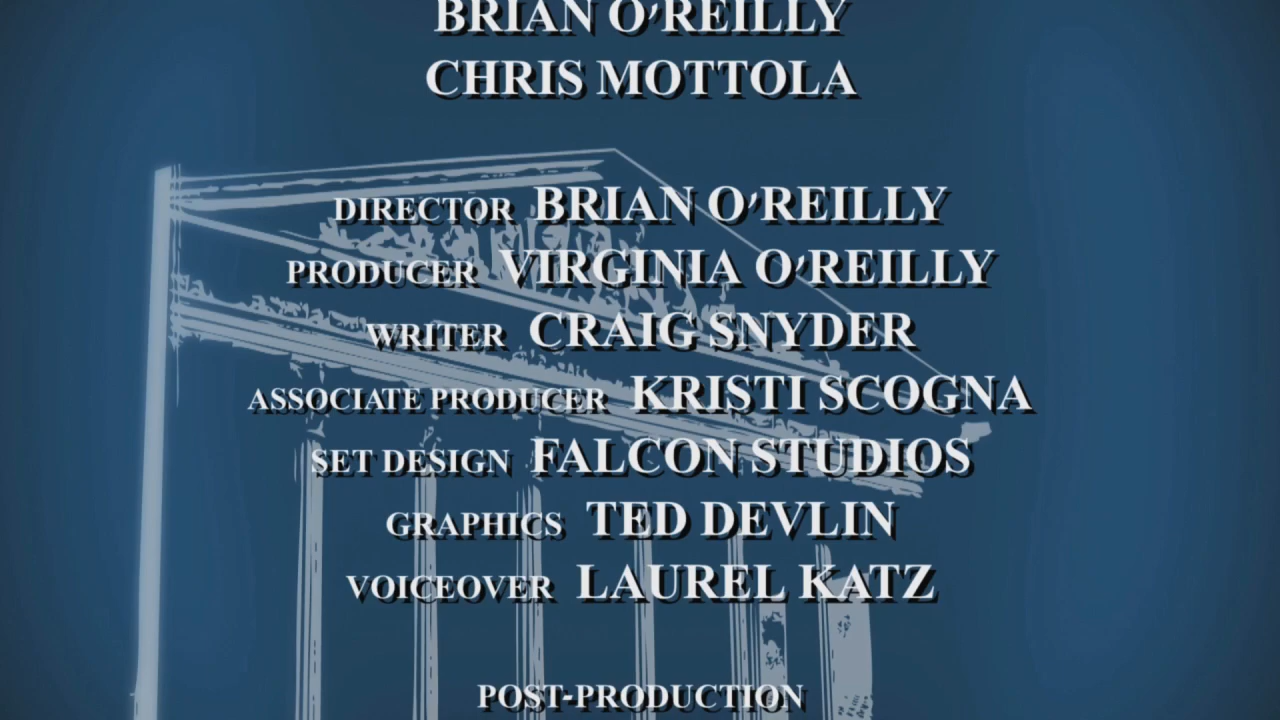 BRIAN O'REILLY
CHRIS MOTTOLA
DIRECTOR BRIAN O'REILLY
PRODUCER VIRGINIA O'REILLY
WRITER CRAIG SNYDER
ASSOCIATE PRODUCER KRISTI SCOGNA
SET DESIGN FALCON STUDIOS
GRAPHICS TED DEVLIN
VOICEOVER LAUREL KATZ
POST-PRODUCTION